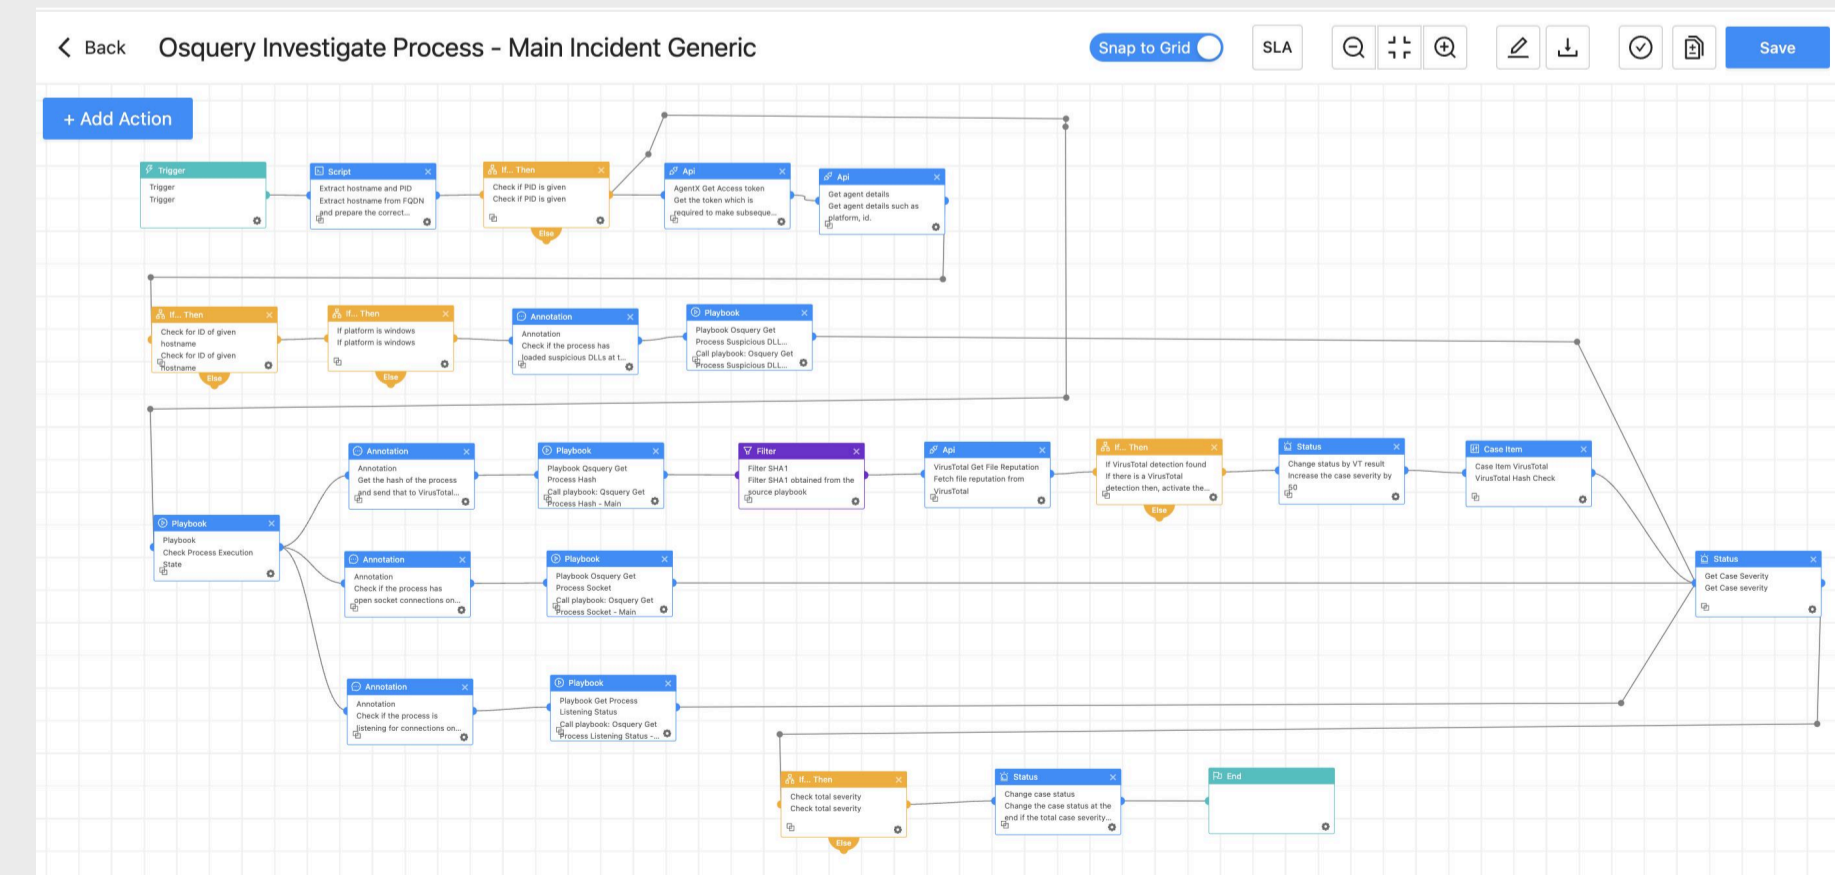 Back
Osquery Investigate Process - Main Incident Generic
Snap to Grid
SLA
Save
+ Add Action
Trigger
Trigger
Trigger
Script
Extract hostname and PID
Extract hostname from FQDN
and prepare the correct...
If... Then
Check if PID is given
Check if PID is given
Else
Api
AgentX Get Access token
Get the token which is
required to make subseque...
Api
Get agent details
Get agent details such as
platform, id.
If... Then
Check for ID of given
hostname
Check for ID of given
hostname
Else
If... Then
If platform is windows
If platform is windows
Else
Annotation
Annotation
Check if the process has
loaded suspicious DLLs at t...
Playbook
Playbook Osquery Get
Process Suspicious DLL...
Call playbook: Osquery Get
Process Suspicious DLL...
Annotation
Annotation
Get the hash of the process
and send that to VirusTotal...
Playbook
Playbook Qsquery Get
Process Hash
Call playbook: Qsquery Get
Process Hash - Main
Filter
Filter SHA1
Filter SHA1 obtained from the
source playbook
Api
VirusTotal Get File Reputation
Fetch file reputation from
VirusTotal
If... Then
If VirusTotal detection found
If there is a VirusTotal
detection then, activate the...
Else
Status
Change status by VT result
Increase the case severity by
50
Case Item
Case Item VirusTotal
VirusTotal Hash Check
Playbook
Playbook
Check Process Execution
State
Annotation
Annotation
Check if the process has
open socket connections on...
Playbook
Playbook Osquery Get
Process Socket
Call playbook: Osquery Get
Process Socket - Main
Status
Get Case Severity
Get Case severity
Annotation
Annotation
Check if the process is
listening for connections on...
Playbook
Playbook Get Process
Listening Status
Call playbook: Osquery Get
Process Listening Status -...
If... Then
Check total severity
Check total severity
Else
Status
Change case status
Change the case status at the
end if the total case severity...
End